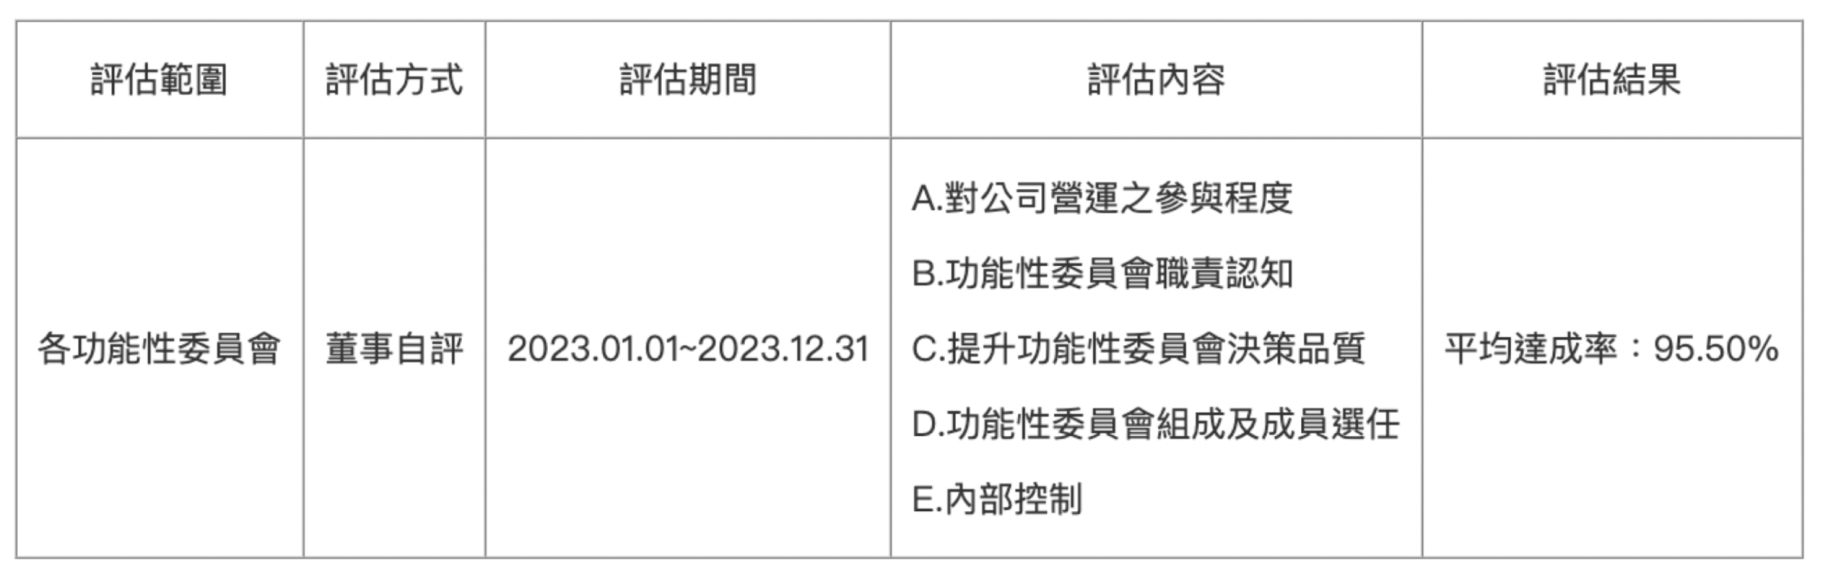 評估範圍 評估方式 評估期間 評估內容 評估結果
各功能性委員會 董事自評 2023.01.01~2023.12.31
A.對公司營運之參與程度
B.功能性委員會職責認知
C.提升功能性委員會決策品質
D.功能性委員會組成及成員選任
E.內部控制
平均達成率：95.50%